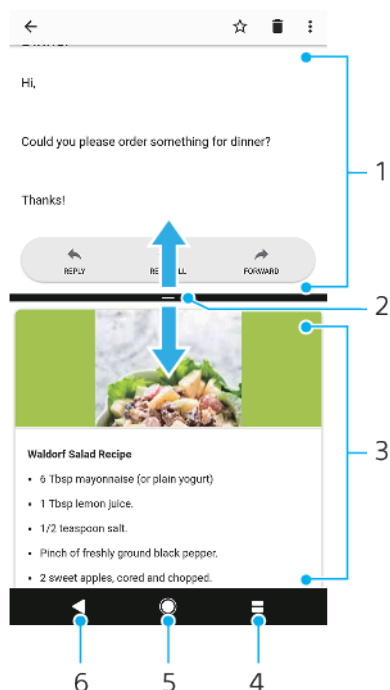 Hi,
1
Could you please order something for dinner?
Thanks!
REPLY FORWARD
2
3
Waldorf Salad Recipe
• 6 Tbsp mayonnaise (or plain yogurt)
• 1 Tbsp lemon juice.
• 1/2 teaspoon salt.
• Pinch of freshly ground black pepper.
• 2 sweet apples, cored and chopped.
6 5 4